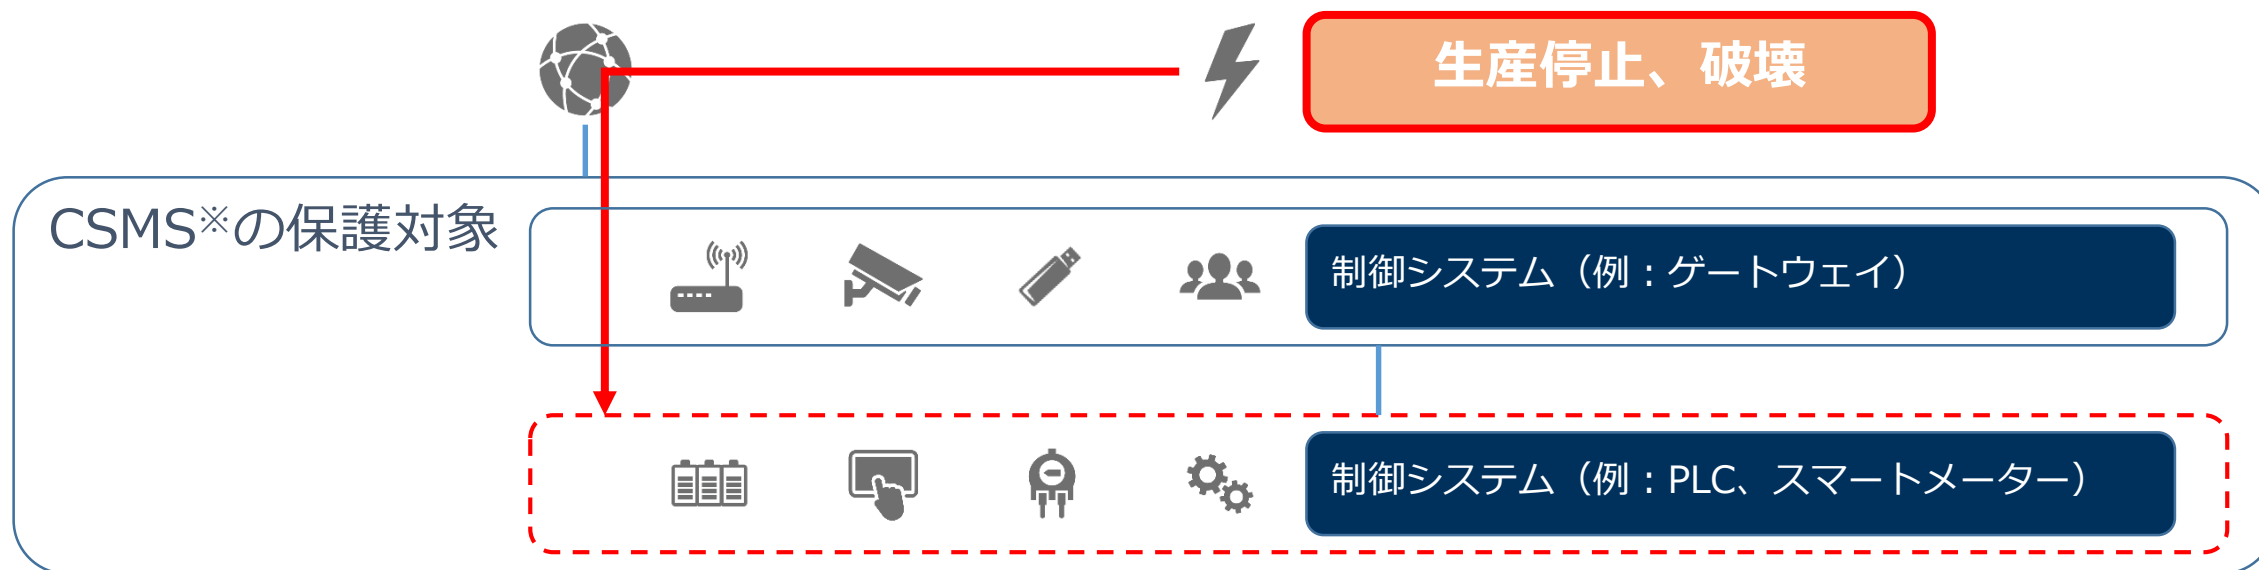 生産停止、破壊
CSMS※の保護対象
制御システム（例：ゲートウェイ）
制御システム（例：PLC、スマートメーター）